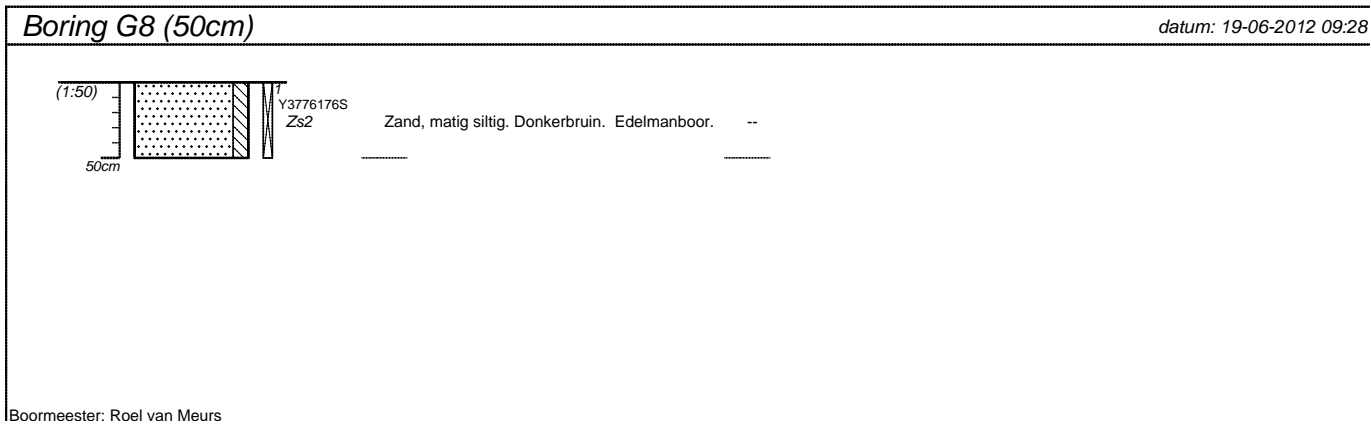 Boring G8 (50cm)
datum: 19-06-2012 09:28
(1:50)
1
Y3776176S
Zs2
Zand, matig siltig. Donkerbruin. Edelmanboor. --
50cm
Boormeester: Roel van Meurs